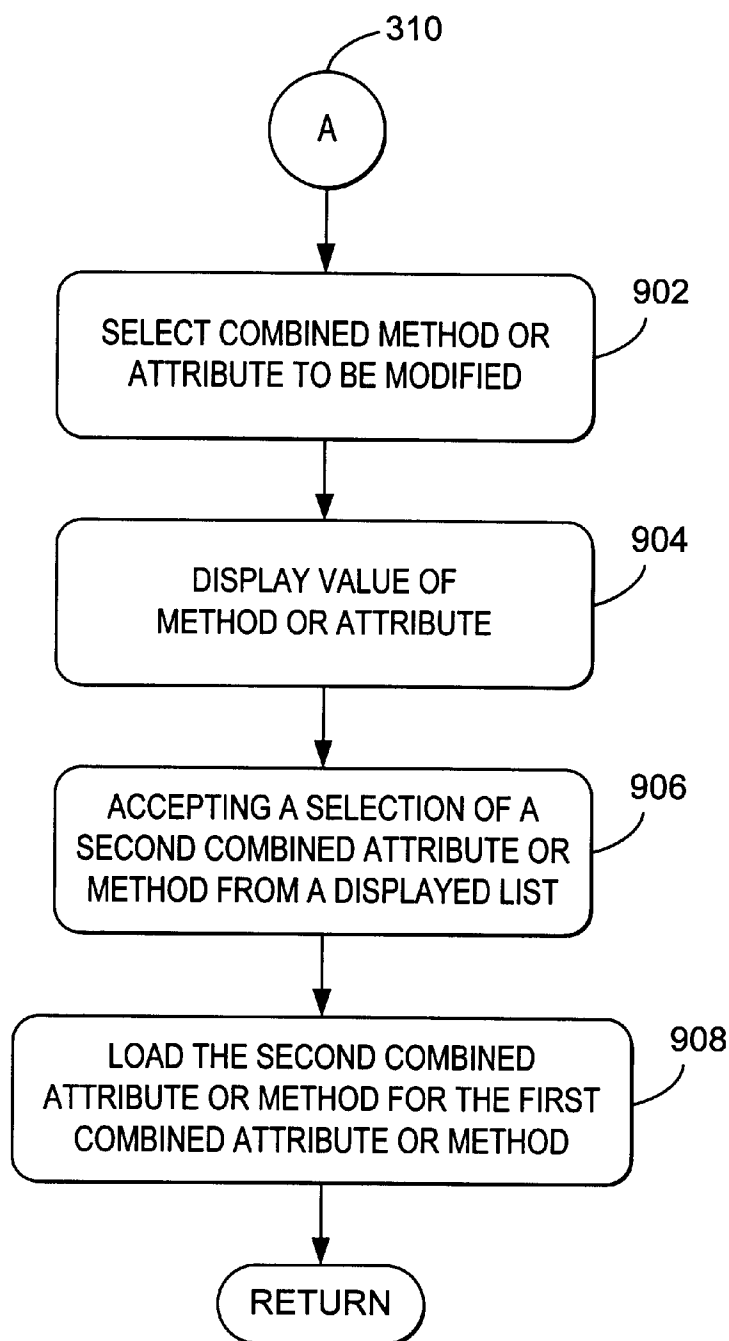 310
A
902
SELECT COMBINED METHOD OR
ATTRIBUTE TO BE MODIFIED
904
DISPLAY VALUE OF
METHOD OR ATTRIBUTE
906
ACCEPTING A SELECTION OF A
SECOND COMBINED ATTRIBUTE OR
METHOD FROM A DISPLAYED LIST
908
LOAD THE SECOND COMBINED
ATTRIBUTE OR METHOD FOR THE FIRST
COMBINED ATTRIBUTE OR METHOD
RETURN